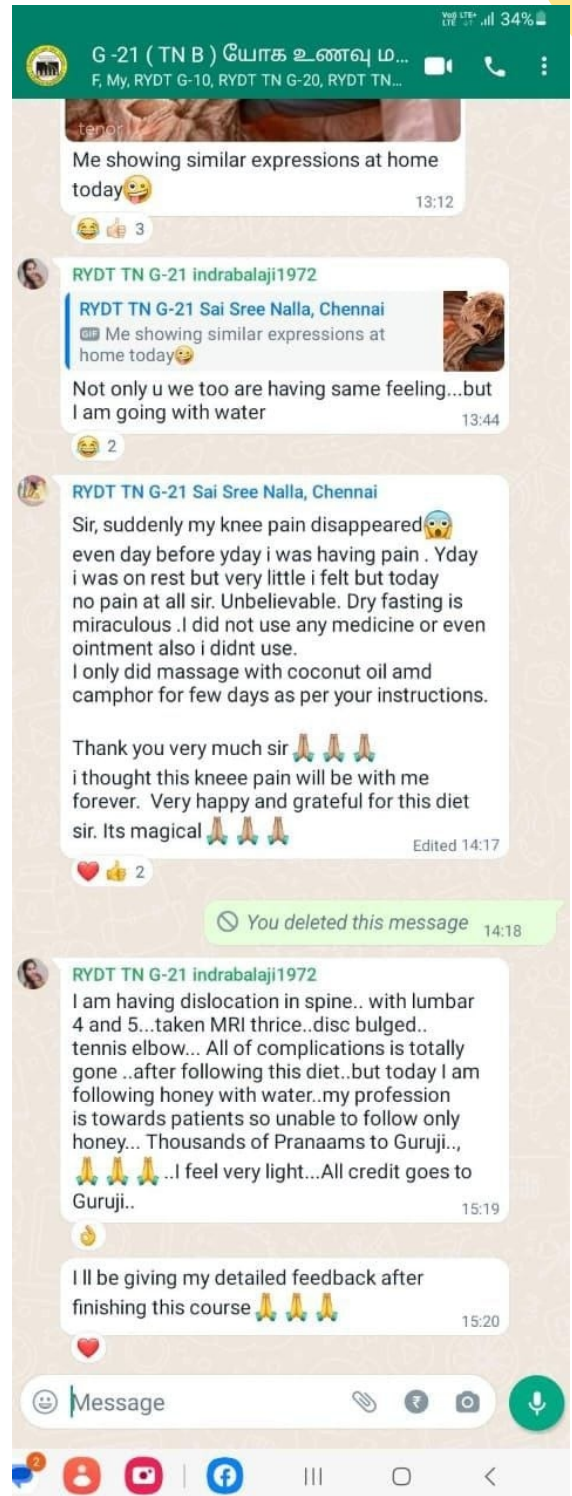 Vo)) LTE+ 34%
LTE
G -21 ( TN B ) யோக உணவு ம...
F, My, RYDT G-10, RYDT TN G-20, RYDT TN...
tenor
Me showing similar expressions at home
today🤪
13:12
😂👍🏼 3
RYDT TN G-21 indrabalaji1972
RYDT TN G-21 Sai Sree Nalla, Chennai
GIF Me showing similar expressions at
home today🤪
Not only u we too are having same feeling...but
I am going with water
13:44
😂 2
RYDT TN G-21 Sai Sree Nalla, Chennai
Sir, suddenly my knee pain disappeared😱
even day before yday i was having pain . Yday
i was on rest but very little i felt but today
no pain at all sir. Unbelievable. Dry fasting is
miraculous .I did not use any medicine or even
ointment also i didnt use.
I only did massage with coconut oil amd
camphor for few days as per your instructions.
Thank you very much sir🙏🏼🙏🏼🙏🏼
i thought this kneee pain will be with me
forever.  Very happy and grateful for this diet
sir. Its magical🙏🏼🙏🏼🙏🏼
Edited 14:17
❤️👍 2
You deleted this message 14:18
RYDT TN G-21 indrabalaji1972
I am having dislocation in spine.. with lumbar
4 and 5...taken MRI thrice..disc bulged..
tennis elbow... All of complications is totally
gone ..after following this diet..but today I am
following honey with water..my profession
is towards patients so unable to follow only
honey... Thousands of Pranaams to Guruji..,
🙏🙏🙏..I feel very light...All credit goes to
Guruji..
15:19
👌
I ll be giving my detailed feedback after
finishing this course🙏🙏🙏
15:20
❤️
Message
₹
2